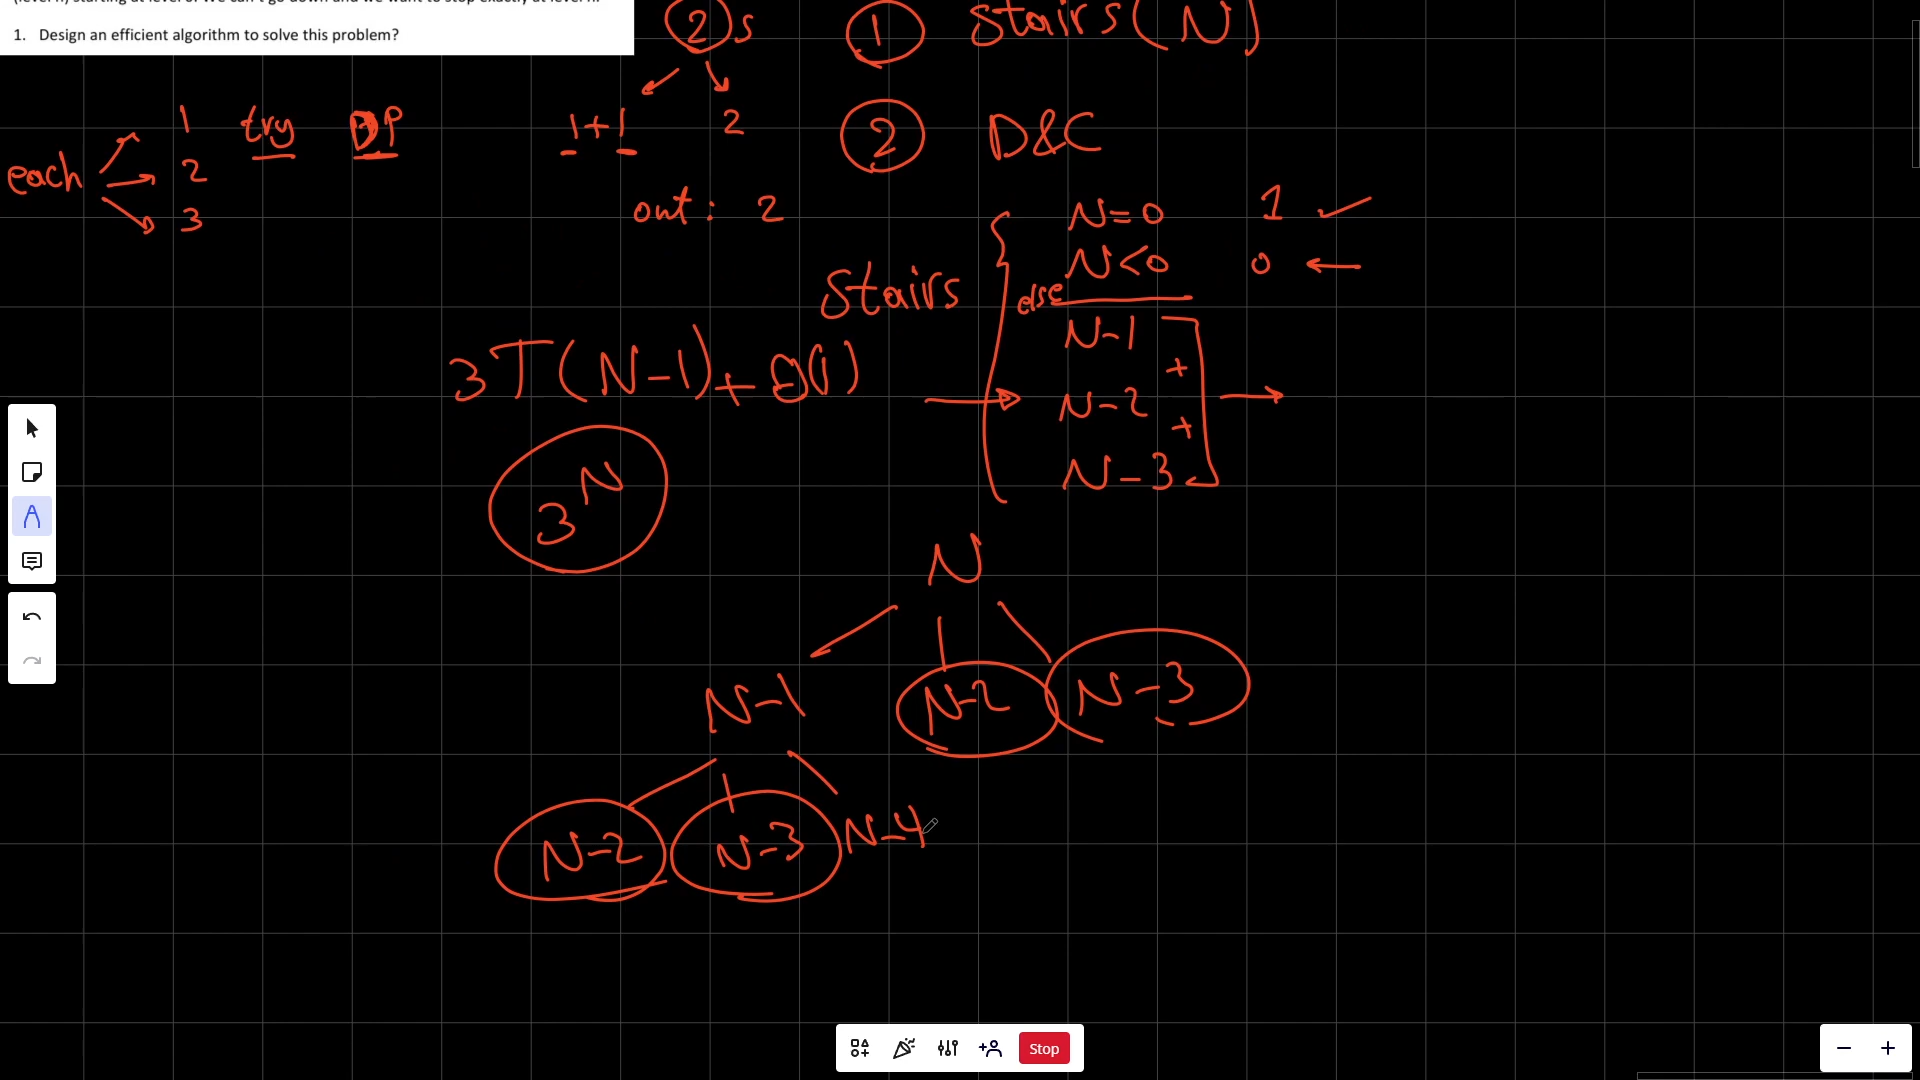 1. Design an efficient algorithm to solve this problem?
2 s
1 Stairs(N)
each 1 try DP
2
3
1+1 2
2 D&C
out: 2
N=0 1
N<0 0
Stairs else
N-1
+
N-2
+
N-3
3T(N-1)+θ(1)
3^N
N
N-1 N-2 N-3
N-2 N-3 N-4
Stop